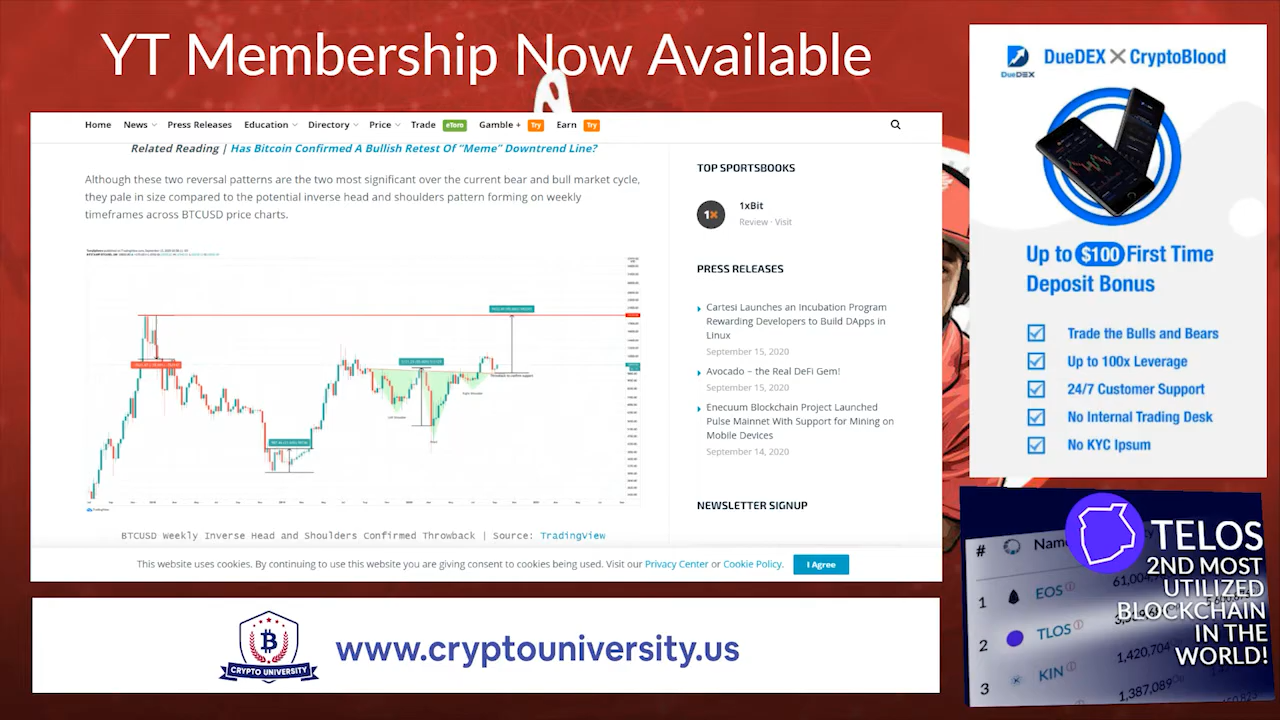 YT Membership Now Available
Home News Press Releases Education Directory Price Trade eToro Gamble + Try Earn Try
Related Reading | Has Bitcoin Confirmed A Bullish Retest Of "Meme" Downtrend Line?
Although these two reversal patterns are the two most significant over the current bear and bull market cycle,
they pale in size compared to the potential inverse head and shoulders pattern forming on weekly
timeframes across BTCUSD price charts.
BTCUSD Weekly Inverse Head and Shoulders Confirmed Throwback | Source: TradingView
TOP SPORTSBOOKS
1x
1xBit
Review · Visit
PRESS RELEASES
Cartesi Launches an Incubation Program
Rewarding Developers to Build DApps in
Linux
September 15, 2020
Avocado – the Real DeFi Gem!
September 15, 2020
Enecuum Blockchain Project Launched
Pulse Mainnet With Support for Mining on
Mobile Devices
September 14, 2020
NEWSLETTER SIGNUP
This website uses cookies. By continuing to use this website you are giving consent to cookies being used. Visit our Privacy Center or Cookie Policy.
I Agree
CRYPTO UNIVERSITY
www.cryptouniversity.us
DueDEX
DueDEX X CryptoBlood
Up to $100 First Time
Deposit Bonus
Trade the Bulls and Bears
Up to 100x Leverage
24/7 Customer Support
No Internal Trading Desk
No KYC Ipsum
TELOS
2ND MOST
UTILIZED
BLOCKCHAIN
IN THE
WORLD!
#
1 EOS
2 TLOS
3 KIN
1,420,704
1,387,089